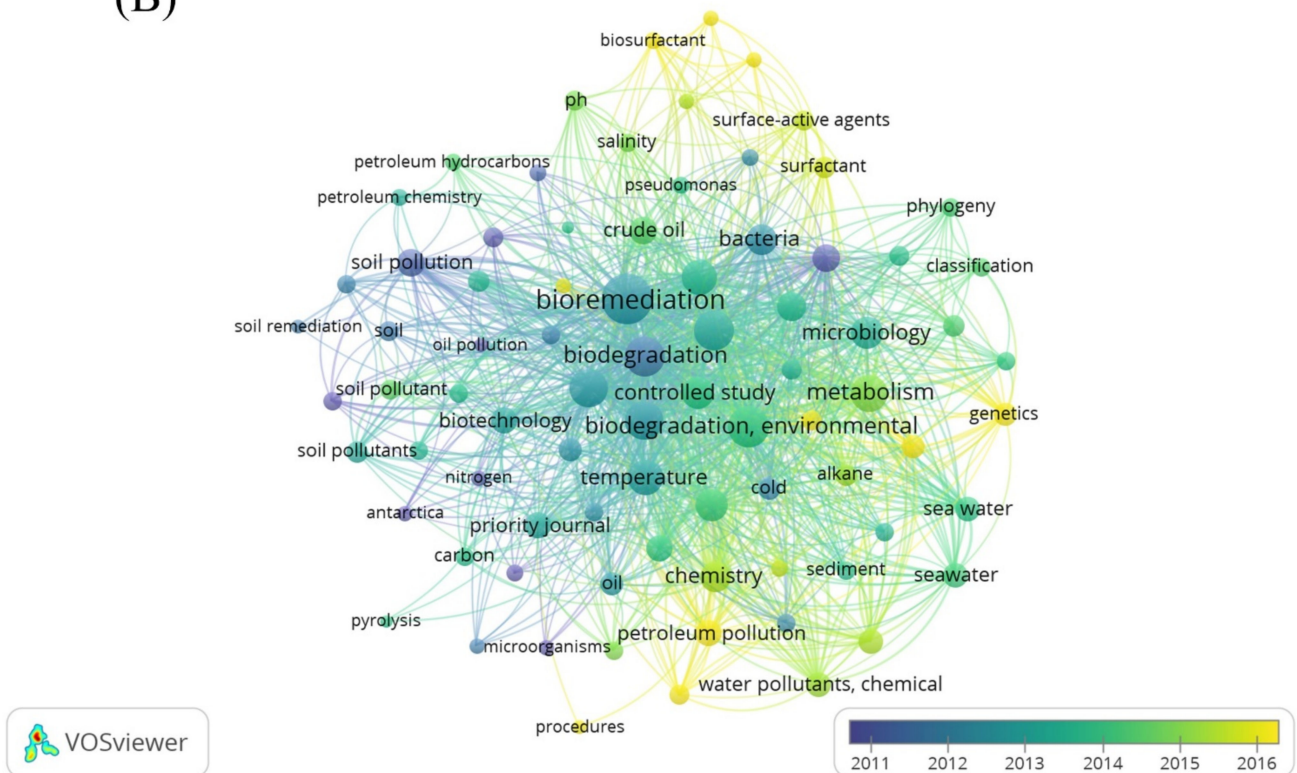 (B)
biosurfactant
ph
surface-active agents
salinity
petroleum hydrocarbons
surfactant
pseudomonas
petroleum chemistry
phylogeny
crude oil
bacteria
soil pollution
classification
bioremediation
soil remediation
soil
microbiology
oil pollution
biodegradation
soil pollutant
controlled study
metabolism
genetics
biotechnology
biodegradation, environmental
soil pollutants
nitrogen
temperature
alkane
cold
antarctica
sea water
priority journal
carbon
sediment
seawater
oil
chemistry
pyrolysis
petroleum pollution
microorganisms
water pollutants, chemical
procedures
VOSviewer
2011 2012 2013 2014 2015 2016